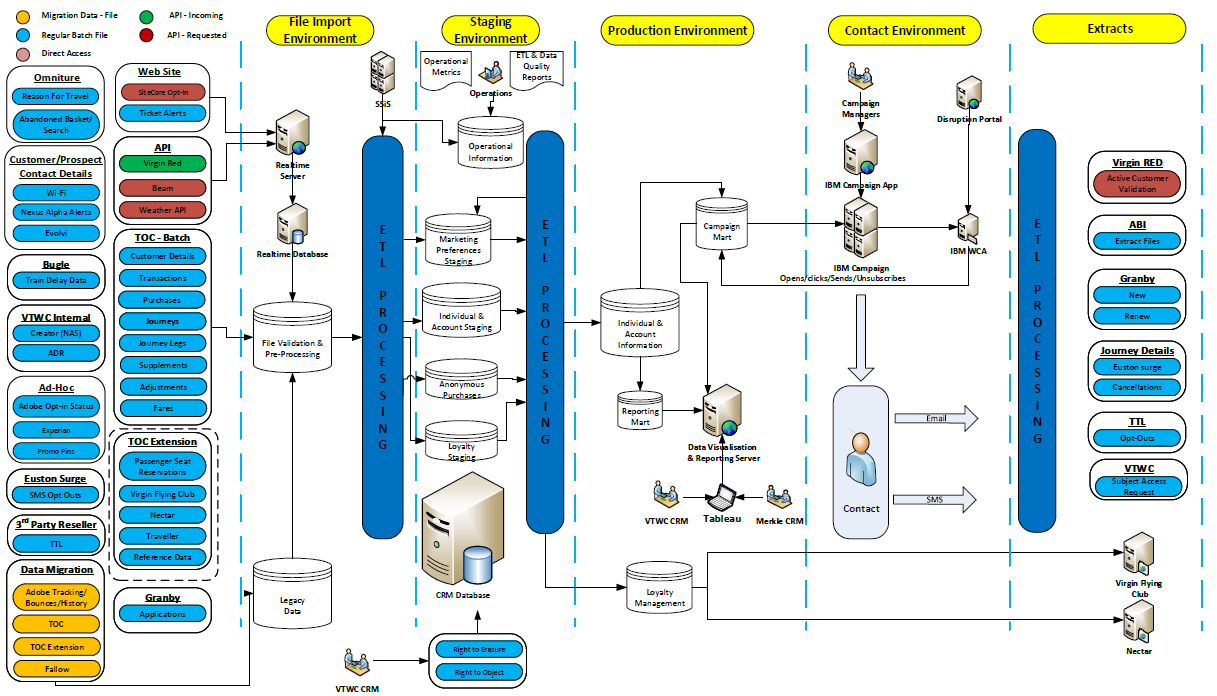 Migration Data - File
API - Incoming
Regular Batch File
API - Requested
Direct Access
File Import
Environment
Staging
Environment
Production Environment
Contact Environment
Extracts
Omniture
Reason For Travel
Abandoned Basket/
Search
Customer/Prospect
Contact Details
Wi-Fi
Nexus Alpha Alerts
Evolvi
Bugle
Train Delay Data
VTWC Internal
Creator (NAS)
ADR
Ad-Hoc
Adobe Opt-in Status
Experian
Promo Pins
Euston Surge
SMS Opt Outs
3rd Party Reseller
TTL
Data Migration
Adobe Tracking/
Bounces/History
TOC
TOC Extension
Fallow
Web Site
SiteCore Opt-In
Ticket Alerts
API
Virgin Red
Beam
Weather API
TOC - Batch
Customer Details
Transactions
Purchases
Journeys
Journey Legs
Supplements
Adjustments
Fares
TOC Extension
Passenger Seat
Reservations
Virgin Flying Club
Nectar
Traveller
Reference Data
Granby
Applications
Realtime
Server
Realtime Database
File Validation &
Pre-Processing
Legacy
Data
SSiS
ETL PROCESSING
Operational
Metrics
Operations
ETL & Data
Quality
Reports
Operational
Information
Marketing
Preferences
Staging
Individual &
Account Staging
Anonymous
Purchases
Loyalty
Staging
CRM Database
VTWC CRM
Right to Erasure
Right to Object
ETL PROCESSING
Campaign
Mart
Individual &
Account
Information
Reporting
Mart
Data Visualisation
& Reporting Server
VTWC CRM
Tableau
Merkle CRM
Loyalty
Management
Campaign
Managers
Disruption Portal
IBM Campaign App
IBM Campaign
IBM WCA
Opens/clicks/Sends/Unsubscribes
Contact
Email
SMS
ETL PROCESSING
Virgin RED
Active Customer
Validation
ABI
Extract Files
Granby
New
Renew
Journey Details
Euston surge
Cancellations
TTL
Opt-Outs
VTWC
Subject Access
Request
Virgin Flying
Club
Nectar